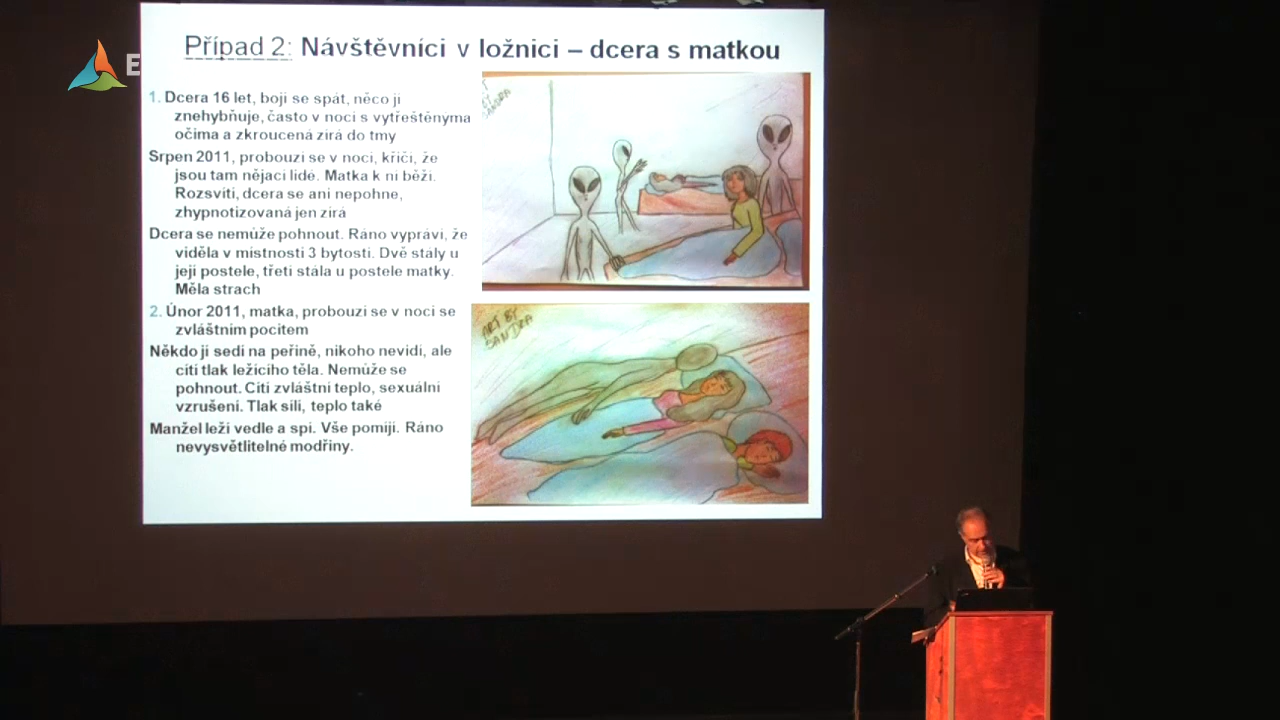 E
Případ 2: Návštěvníci v ložnici – dcera s matkou
1. Dcera 16 let, bojí se spát, něco ji
znehybňuje, často v noci s vytřeštěnýma
očima a zkroucená zírá do tmy
Srpen 2011, probouzí se v noci, křičí, že
jsou tam nějací lidé. Matka k ní běží.
Rozsvítí, dcera se ani nepohne,
zhypnotizovaná jen zírá
Dcera se nemůže pohnout. Ráno vypráví, že
viděla v místnosti 3 bytosti. Dvě stály u
její postele, třetí stála u postele matky.
Měla strach
2. Únor 2011, matka, probouzí se v noci se
zvláštním pocitem
Někdo jí sedí na peřině, nikoho nevidí, ale
cítí tlak ležícího těla. Nemůže se
pohnout. Cítí zvláštní teplo, sexuální
vzrušení. Tlak sílí, teplo také
Manžel leží vedle a spí. Vše pomíjí. Ráno
nevysvětlitelné modřiny.
ART BY
SANDRA